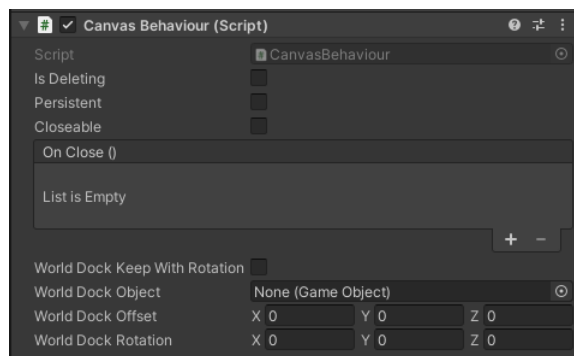 # Canvas Behaviour (Script)
Script # CanvasBehaviour
Is Deleting
Persistent
Closeable
On Close ()
List is Empty
+ −
World Dock Keep With Rotation
World Dock Object None (Game Object)
World Dock Offset X 0 Y 0 Z 0
World Dock Rotation X 0 Y 0 Z 0